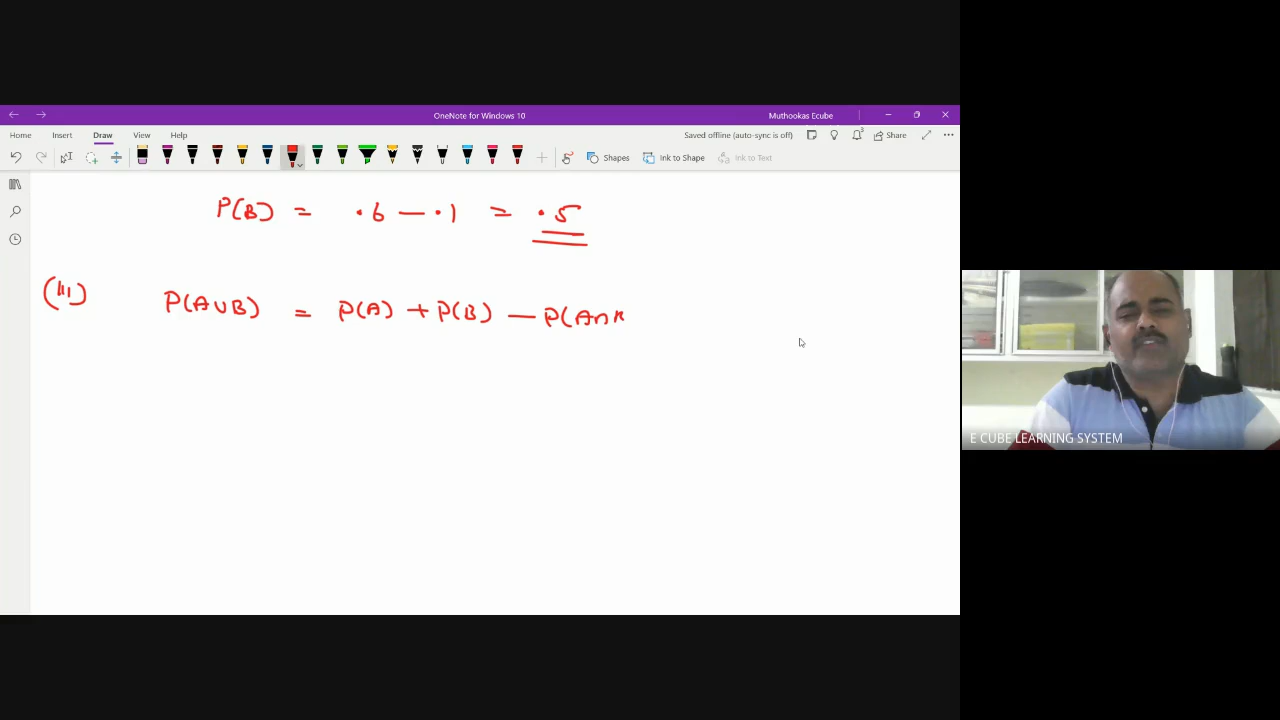 OneNote for Windows 10
Muthookas Ecube
Home Insert Draw View Help
Saved offline (auto-sync is off)
3
Share
Shapes
Ink to Shape
Ink to Text
P(B) = .6 — .1 = .5
(III) P(A∪B) = P(A) + P(B) — P(A∩
E CUBE LEARNING SYSTEM